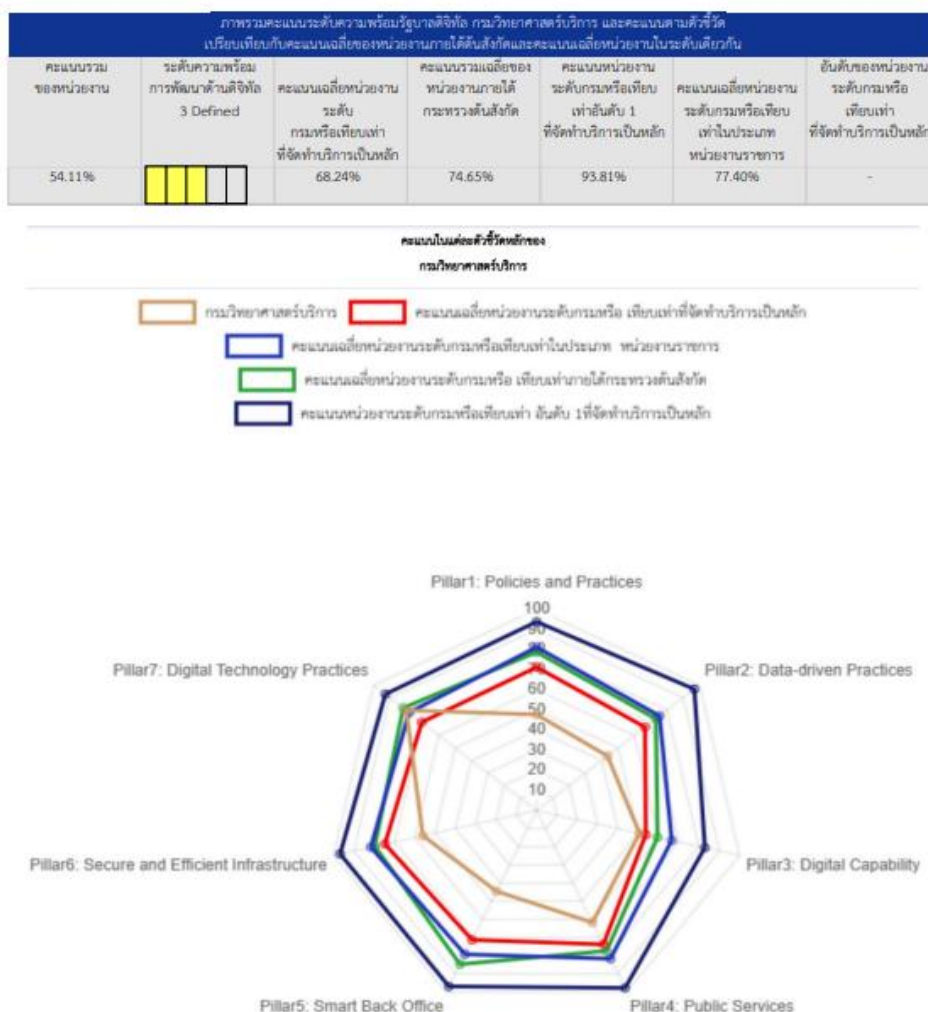 ภาพรวมคะแนนระดับความพร้อมรัฐบาลดิจิทัล กรมวิทยาศาสตร์บริการ และคะแนนตามตัวชี้วัด
เปรียบเทียบกับคะแนนเฉลี่ยของหน่วยงานภายใต้ต้นสังกัดและคะแนนเฉลี่ยหน่วยงานในระดับเดียวกัน
คะแนนรวม
ของหน่วยงาน
ระดับความพร้อม
การพัฒนาด้านดิจิทัล
3 Defined
คะแนนเฉลี่ยหน่วยงาน
ระดับ
กรมหรือเทียบเท่า
ที่จัดทำบริการเป็นหลัก
คะแนนรวมเฉลี่ยของ
หน่วยงานภายใต้
กระทรวงต้นสังกัด
คะแนนหน่วยงาน
ระดับกรมหรือเทียบ
เท่าอันดับ 1
ที่จัดทำบริการเป็นหลัก
คะแนนเฉลี่ยหน่วยงาน
ระดับกรมหรือเทียบ
เท่าในประเภท
หน่วยงานราชการ
อันดับของหน่วยงาน
ระดับกรมหรือ
เทียบเท่า
ที่จัดทำบริการเป็นหลัก
54.11%
68.24%
74.65%
93.81%
77.40%
-
คะแนนในแต่ละตัวชี้วัดหลักของ
กรมวิทยาศาสตร์บริการ
กรมวิทยาศาสตร์บริการ
คะแนนเฉลี่ยหน่วยงานระดับกรมหรือ เทียบเท่าที่จัดทำบริการเป็นหลัก
คะแนนเฉลี่ยหน่วยงานระดับกรมหรือเทียบเท่าในประเภท หน่วยงานราชการ
คะแนนเฉลี่ยหน่วยงานระดับกรมหรือ เทียบเท่าภายใต้กระทรวงต้นสังกัด
คะแนนหน่วยงานระดับกรมหรือเทียบเท่า อันดับ 1ที่จัดทำบริการเป็นหลัก
Pillar1: Policies and Practices
100
90
80
70
60
50
40
30
20
10
Pillar7: Digital Technology Practices
Pillar2: Data-driven Practices
Pillar6: Secure and Efficient Infrastructure
Pillar3: Digital Capability
Pillar5: Smart Back Office
Pillar4: Public Services